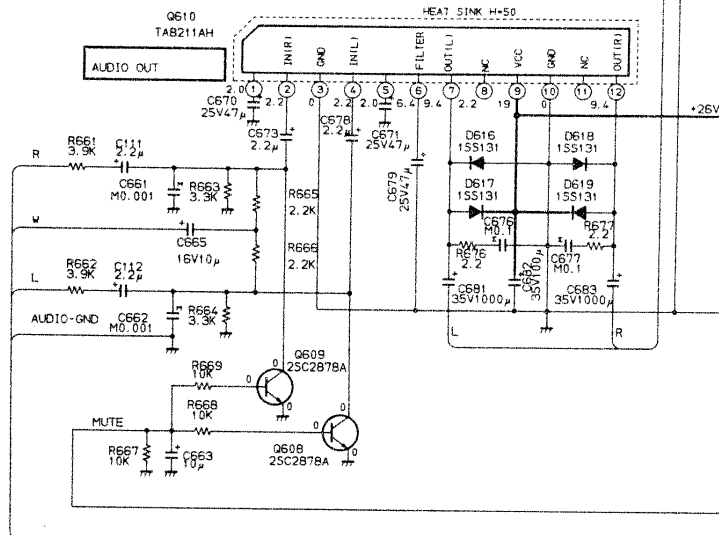 Q610
TA8211AH
HEAT SINK H=50
AUDIO OUT
IN(R)
GND
IN(L)
FILTER
OUT(L)
NC
VCC
GND
NC
OUT(R)
1 2 3 4 5 6 7 8 9 10 11 12
2.0 2.2 0 2.2 2.0 6.4 9.4 2.2 19 0 9.4
+26V
C670
25V47μ
C673
2.2μ
C678
2.2μ
C671
25V47μ
C679
25V47μ
D616
1SS131
D618
1SS131
D617
1SS131
D619
1SS131
R
R661
3.9K
C111
2.2μ
C661
M0.001
R663
3.3K
R665
2.2K
W
C665
16V10μ
R666
2.2K
C676
M0.1
R676
2.2
C677
M0.1
R677
2.2
C682
35V100μ
C681
35V1000μ
C683
35V1000μ
L
R662
3.9K
C112
2.2μ
AUDIO-GND
C662
M0.001
R664
3.3K
L
R
R669
10K
Q609
2SC2878A
0
0
0
R668
10K
MUTE
0
0
0
R667
10K
C663
10μ
Q608
2SC2878A